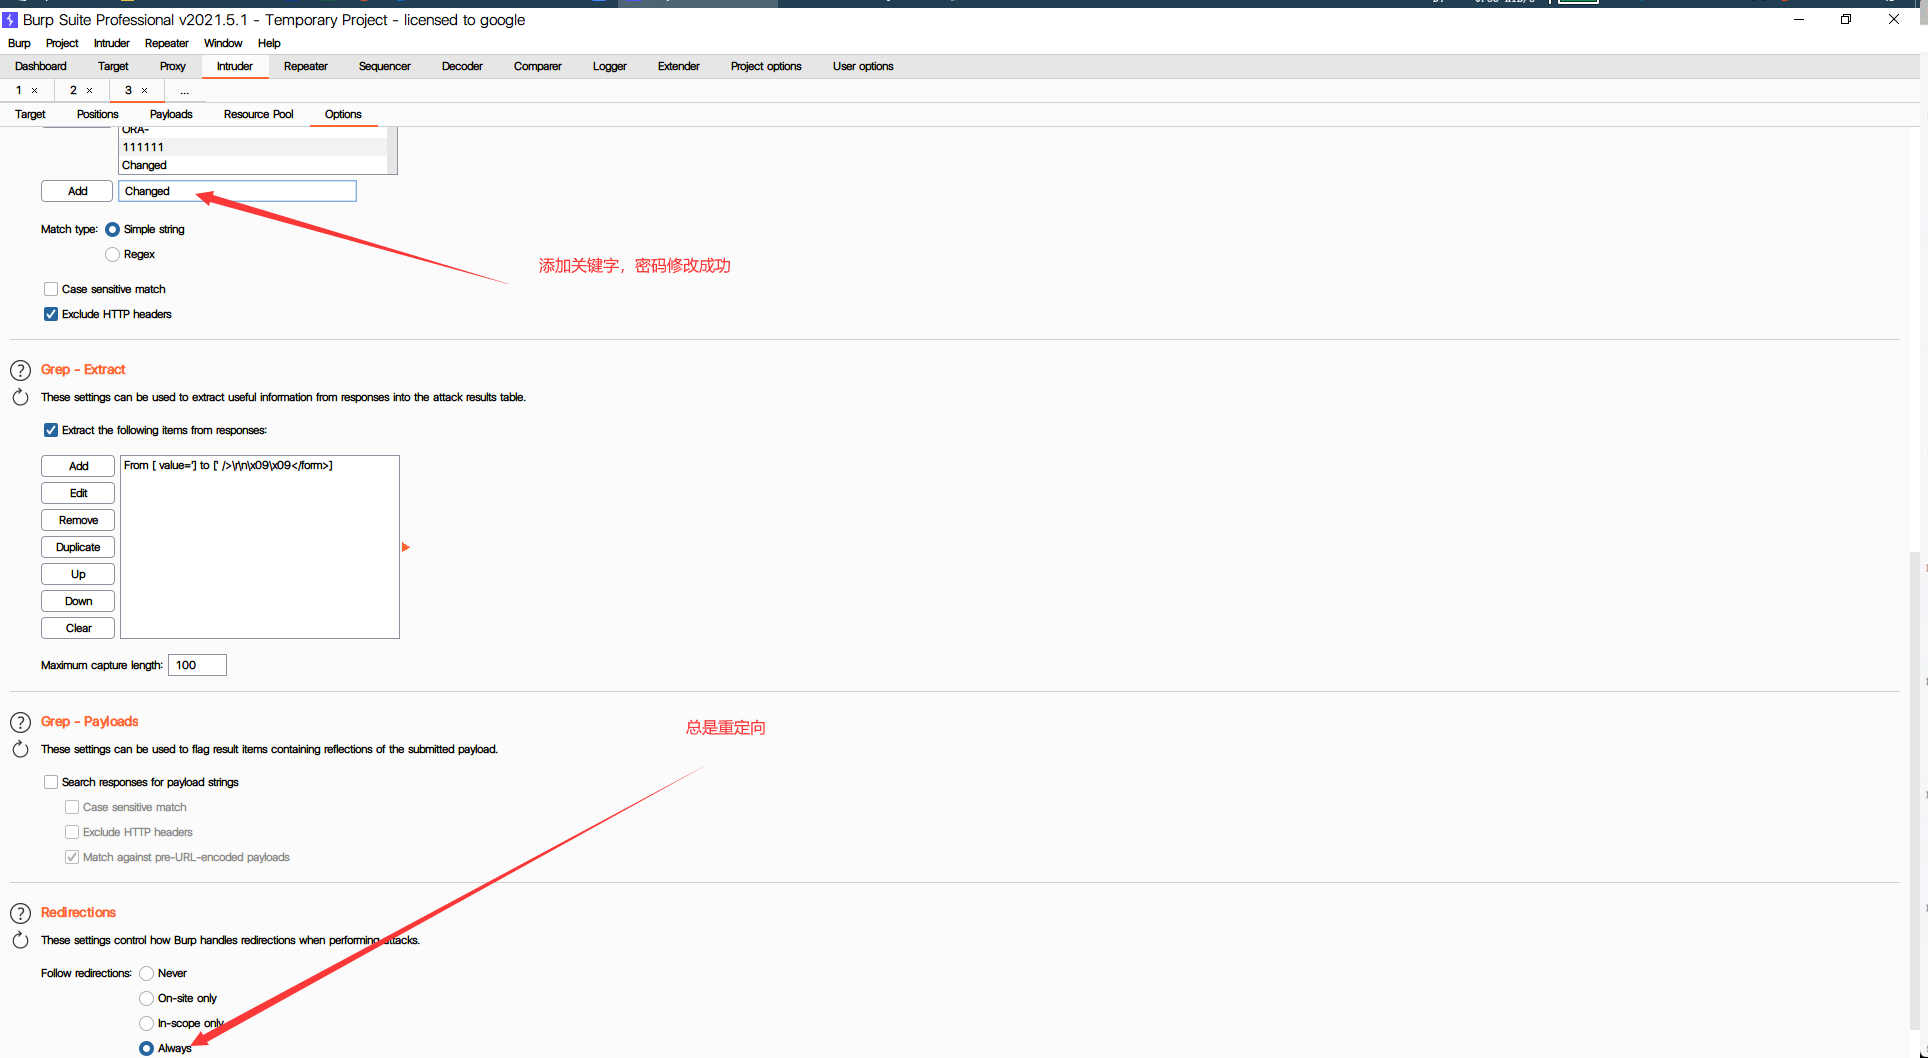 Burp Suite Professional v2021.5.1 - Temporary Project - licensed to google
Burp Project Intruder Repeater Window Help
Dashboard Target Proxy Intruder Repeater Sequencer Decoder Comparer Logger Extender Project options User options
1 × 2 × 3 × ...
Target Positions Payloads Resource Pool Options
ORA-
111111
Changed
Add Changed
Match type: Simple string
Regex
添加关键字，密码修改成功
Case sensitive match
Exclude HTTP headers
Grep - Extract
These settings can be used to extract useful information from responses into the attack results table.
Extract the following items from responses:
Add From [ value='] to [' />\r\n\x09\x09</form>]
Edit
Remove
Duplicate
Up
Down
Clear
Maximum capture length: 100
Grep - Payloads
总是重定向
These settings can be used to flag result items containing reflections of the submitted payload.
Search responses for payload strings
Case sensitive match
Exclude HTTP headers
Match against pre-URL-encoded payloads
Redirections
These settings control how Burp handles redirections when performing attacks.
Follow redirections: Never
On-site only
In-scope only
Always